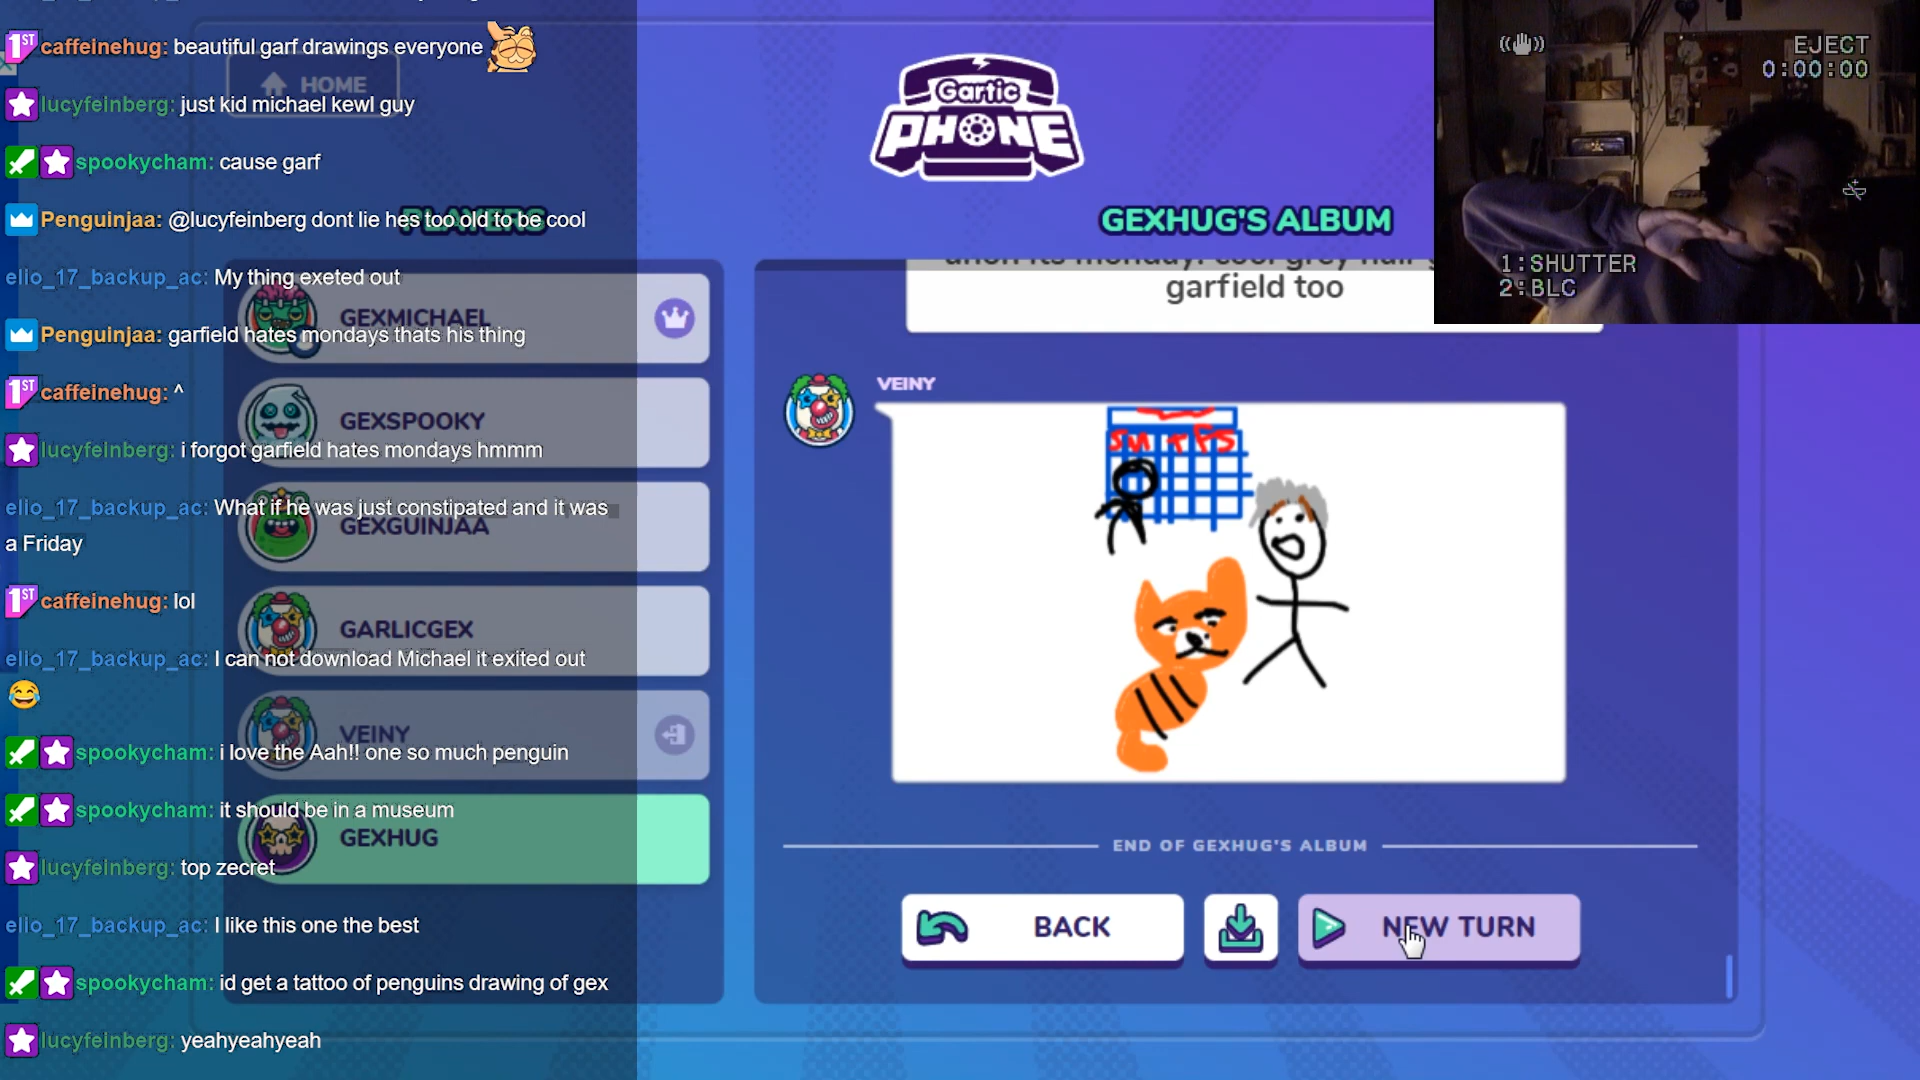 caffeinehug: beautiful garf drawings everyone
lucyfeinberg: just kid michael kewl guy
spookycham: cause garf
Penguinjaa: @lucyfeinberg dont lie hes too old to be cool
elio_17_backup_ac: My thing exeted out
Penguinjaa: garfield hates mondays thats his thing
caffeinehug: ^
lucyfeinberg: i forgot garfield hates mondays hmmm
elio_17_backup_ac: What if he was just constipated and it was
a Friday
caffeinehug: lol
elio_17_backup_ac: I can not download Michael it exited out
spookycham: i love the Aah!! one so much penguin
spookycham: it should be in a museum
lucyfeinberg: top zecret
elio_17_backup_ac: I like this one the best
spookycham: id get a tattoo of penguins drawing of gex
lucyfeinberg: yeahyeahyeah
1ST
1ST
1ST
HOME
PLAYERS
GEXMICHAEL
GEXSPOOKY
GEXGUINJAA
GARLICGEX
VEINY
GEXHUG
Gartic
PHONE
GEXHUG'S ALBUM
garfield too
VEINY
END OF GEXHUG'S ALBUM
BACK
NEW TURN
EJECT
0:00:00
1:SHUTTER
2:BLC